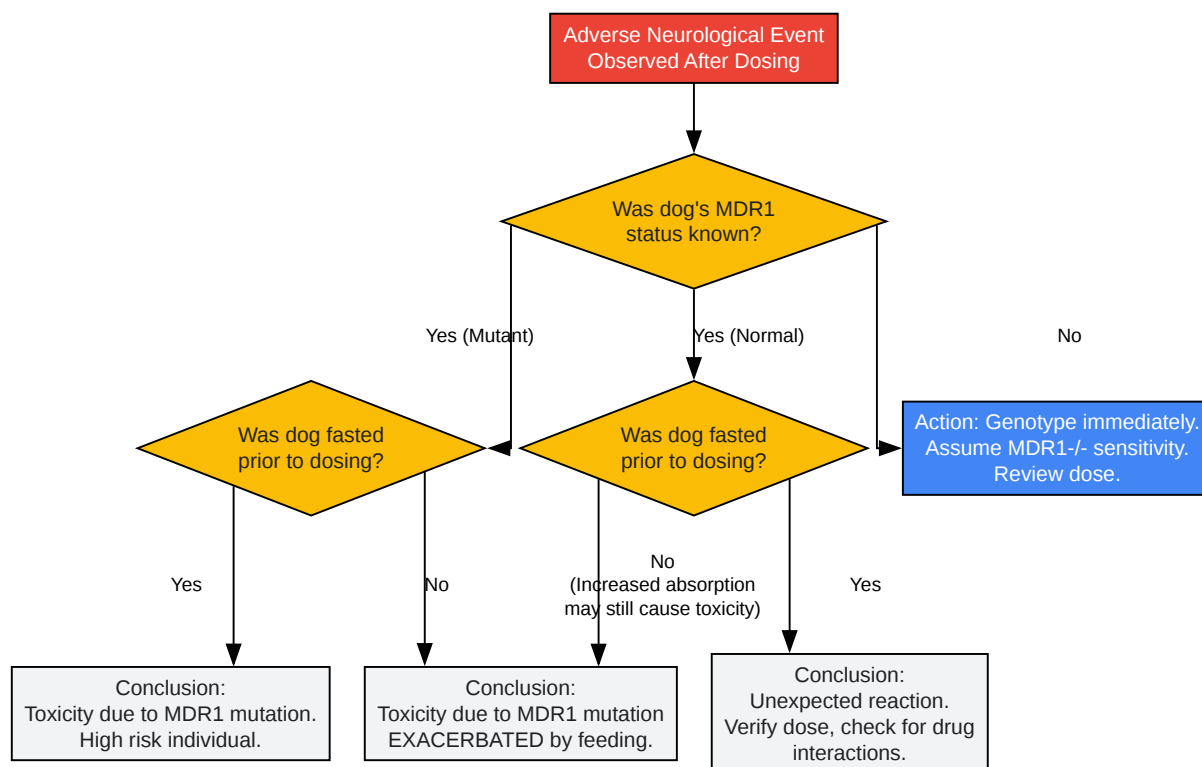 Adverse Neurological Event
Observed After Dosing
Was dog's MDR1
status known?
Yes (Mutant)
Yes (Normal)
No
Was dog fasted
prior to dosing?
Was dog fasted
prior to dosing?
Action: Genotype immediately.
Assume MDR1-/- sensitivity.
Review dose.
Yes
No
No
(Increased absorption
may still cause toxicity)
Yes
Conclusion:
Toxicity due to MDR1 mutation.
High risk individual.
Conclusion:
Toxicity due to MDR1 mutation
EXACERBATED by feeding.
Conclusion:
Unexpected reaction.
Verify dose, check for drug
interactions.